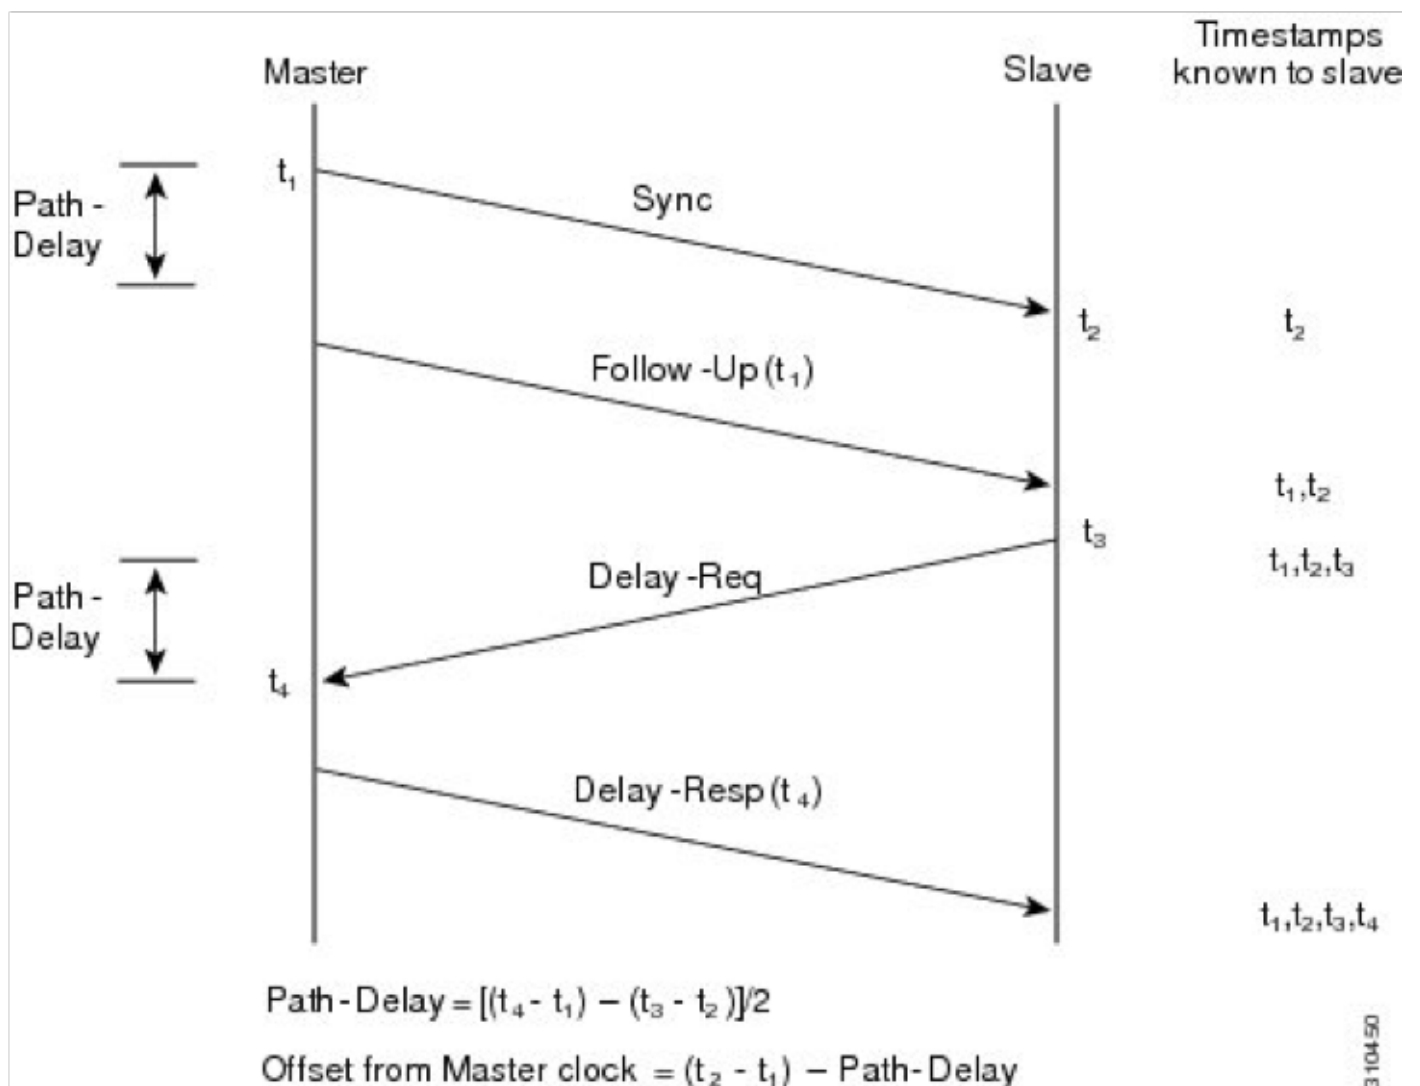 Timestamps
known to slave
Master
Slave
t₁
Path -
Delay
Sync
t₂
t₂
Follow -Up (t₁)
t₁,t₂
t₃
t₁,t₂,t₃
Delay -Req
Path -
Delay
t₄
Delay -Resp (t₄)
t₁,t₂,t₃,t₄
Path - Delay = [(t₄ - t₁) – (t₃ - t₂)]/2
Offset from Master clock = (t₂ - t₁) – Path-Delay
310450